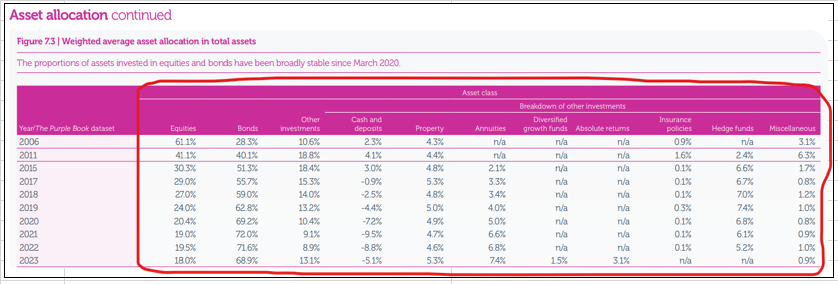 Asset allocation continued
Figure 7.3 | Weighted average asset allocation in total assets
The proportions of assets invested in equities and bonds have been broadly stable since March 2020.
Asset class
Breakdown of other investments
Year/The Purple Book dataset Equities Bonds Other investments Cash and deposits Property Annuities Diversified growth funds Absolute returns Insurance policies Hedge funds Miscellaneous
2006 61.1% 28.3% 10.6% 2.3% 4.3% n/a n/a n/a 0.9% n/a 3.1%
2011 41.1% 40.1% 18.8% 4.1% 4.4% n/a n/a n/a 1.6% 2.4% 6.3%
2015 30.3% 51.3% 18.4% 3.0% 4.8% 2.1% n/a n/a 0.1% 6.6% 1.7%
2017 29.0% 55.7% 15.3% -0.9% 5.3% 3.3% n/a n/a 0.1% 6.7% 0.8%
2018 27.0% 59.0% 14.0% -2.5% 4.8% 3.4% n/a n/a 0.1% 7.0% 1.2%
2019 24.0% 62.8% 13.2% -4.4% 5.0% 4.0% n/a n/a 0.3% 7.4% 1.0%
2020 20.4% 69.2% 10.4% -7.2% 4.9% 5.0% n/a n/a 0.1% 6.8% 0.8%
2021 19.0% 72.0% 9.1% -9.5% 4.7% 6.6% n/a n/a 0.1% 6.1% 0.9%
2022 19.5% 71.6% 8.9% -8.8% 4.6% 6.8% n/a n/a 0.1% 5.2% 1.0%
2023 18.0% 68.9% 13.1% -5.1% 5.3% 7.4% 1.5% 3.1% n/a n/a 0.9%